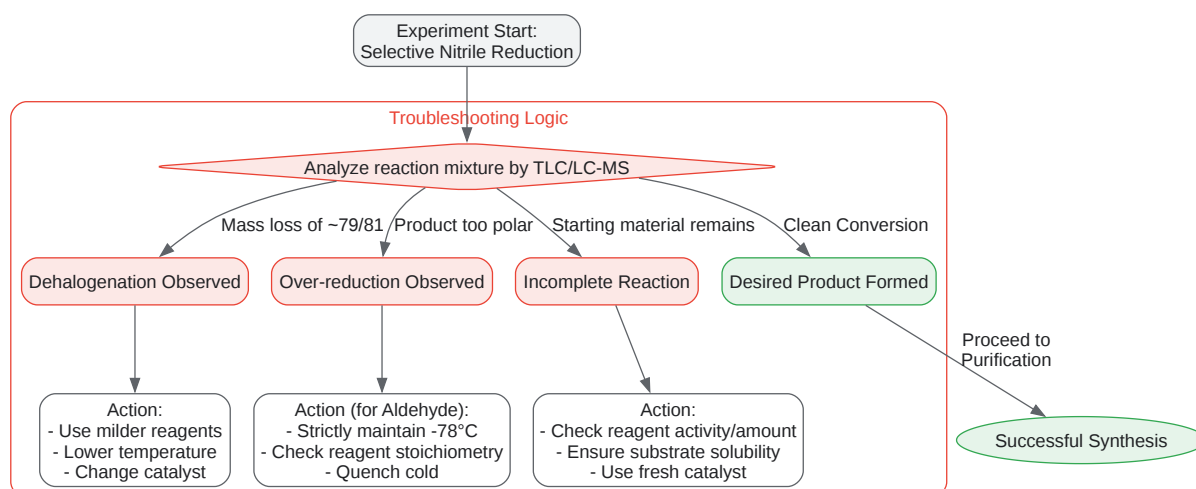 Experiment Start:
Selective Nitrile Reduction
Troubleshooting Logic
Analyze reaction mixture by TLC/LC-MS
Mass loss of ~79/81
Product too polar
Starting material remains
Clean Conversion
Dehalogenation Observed
Over-reduction Observed
Incomplete Reaction
Desired Product Formed
Proceed to
Purification
Action:
- Use milder reagents
- Lower temperature
- Change catalyst
Action (for Aldehyde):
- Strictly maintain -78°C
- Check reagent stoichiometry
- Quench cold
Action:
- Check reagent activity/amount
- Ensure substrate solubility
- Use fresh catalyst
Successful Synthesis